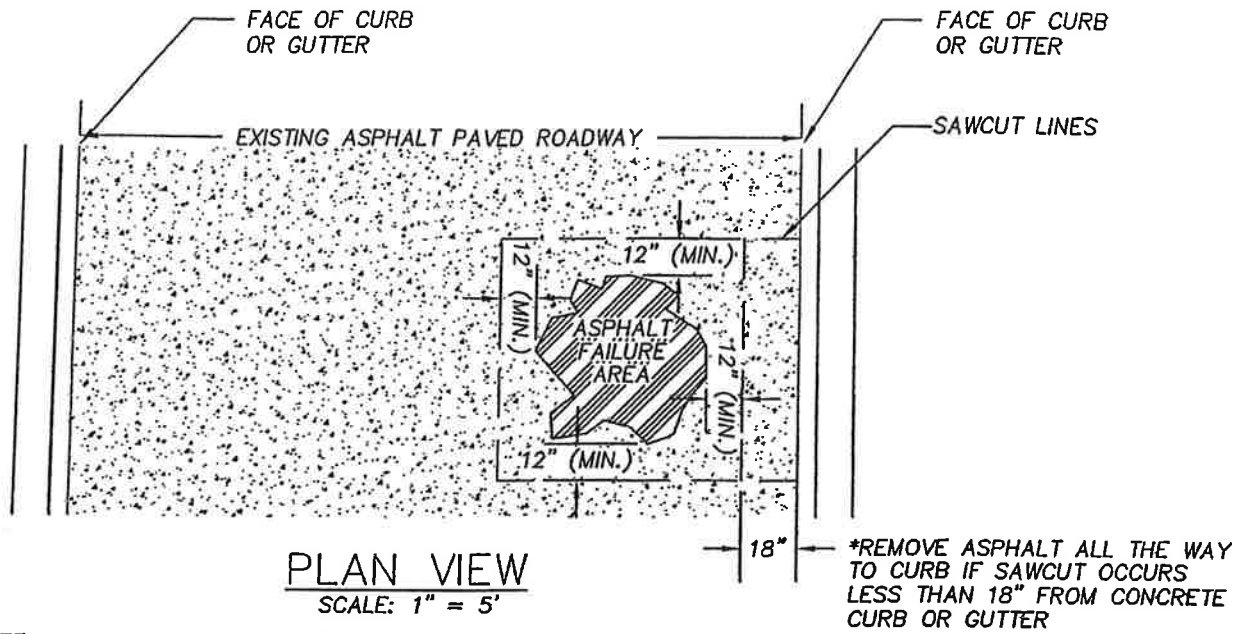 FACE OF CURB
OR GUTTER
FACE OF CURB
OR GUTTER
SAWCUT LINES
EXISTING ASPHALT PAVED ROADWAY
12" (MIN.)
12" (MIN.)
ASPHALT
FAILURE
AREA
12" (MIN.)
12" (MIN.)
18"
*REMOVE ASPHALT ALL THE WAY
TO CURB IF SAWCUT OCCURS
LESS THAN 18" FROM CONCRETE
CURB OR GUTTER
PLAN VIEW
SCALE: 1" = 5'